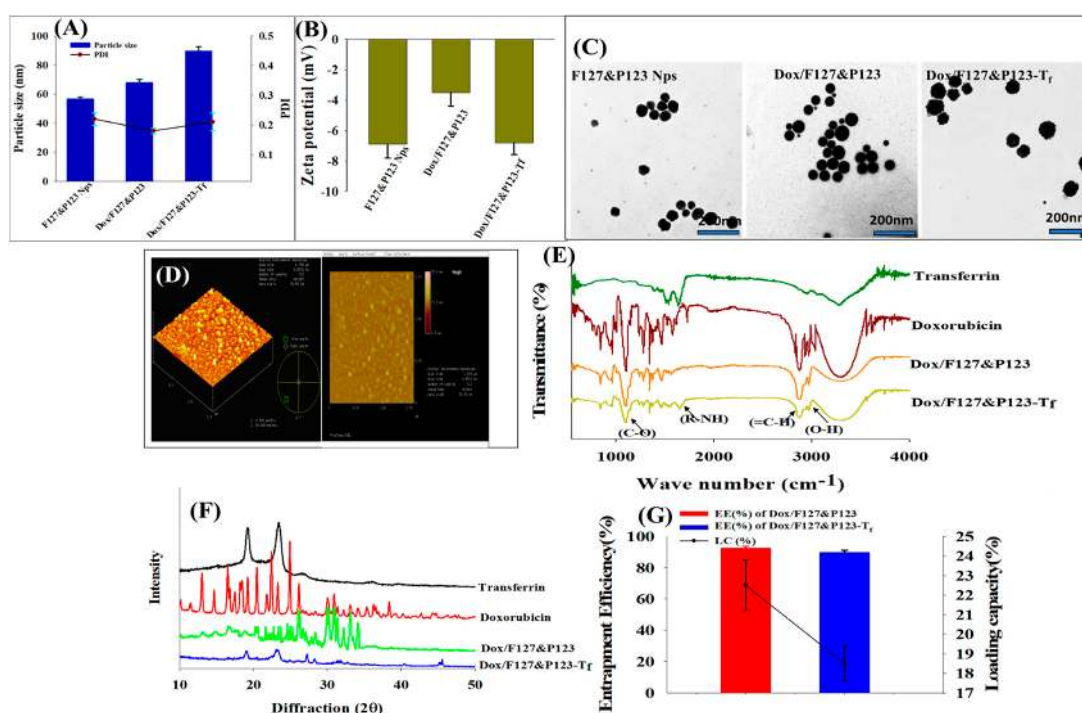 (A)
Particle size
PDI
Particle size (nm)
100
80
60
40
20
0
0.5
0.4
0.3
0.2
0.1
PDI
F127&P123 Nps
Dox/F127&P123
Dox/F127&P123-Tf
(B)
Zeta potential (mV)
0
-2
-4
-6
-8
-10
F127&P123 Nps
Dox/F127&P123
Dox/F127&P123-Tf
(C)
F127&P123 Nps
Dox/F127&P123
Dox/F127&P123-Tf
200nm
200nm
200nm
(D)
(E)
Transmittance (%)
Transferrin
Doxorubicin
Dox/F127&P123
Dox/F127&P123-Tf
(C-O)
(R-NH)
(=C-H)
(O-H)
1000
2000
3000
4000
Wave number (cm-1)
(F)
Intensity
Transferrin
Doxorubicin
Dox/F127&P123
Dox/F127&P123-Tf
10
20
30
40
50
Diffraction (2θ)
(G)
EE(%) of Dox/F127&P123
EE(%) of Dox/F127&P123-Tf
LC (%)
Entrapment Efficiency(%)
100
80
60
40
20
0
25
24
23
22
21
20
19
18
17
Loading capacity(%)